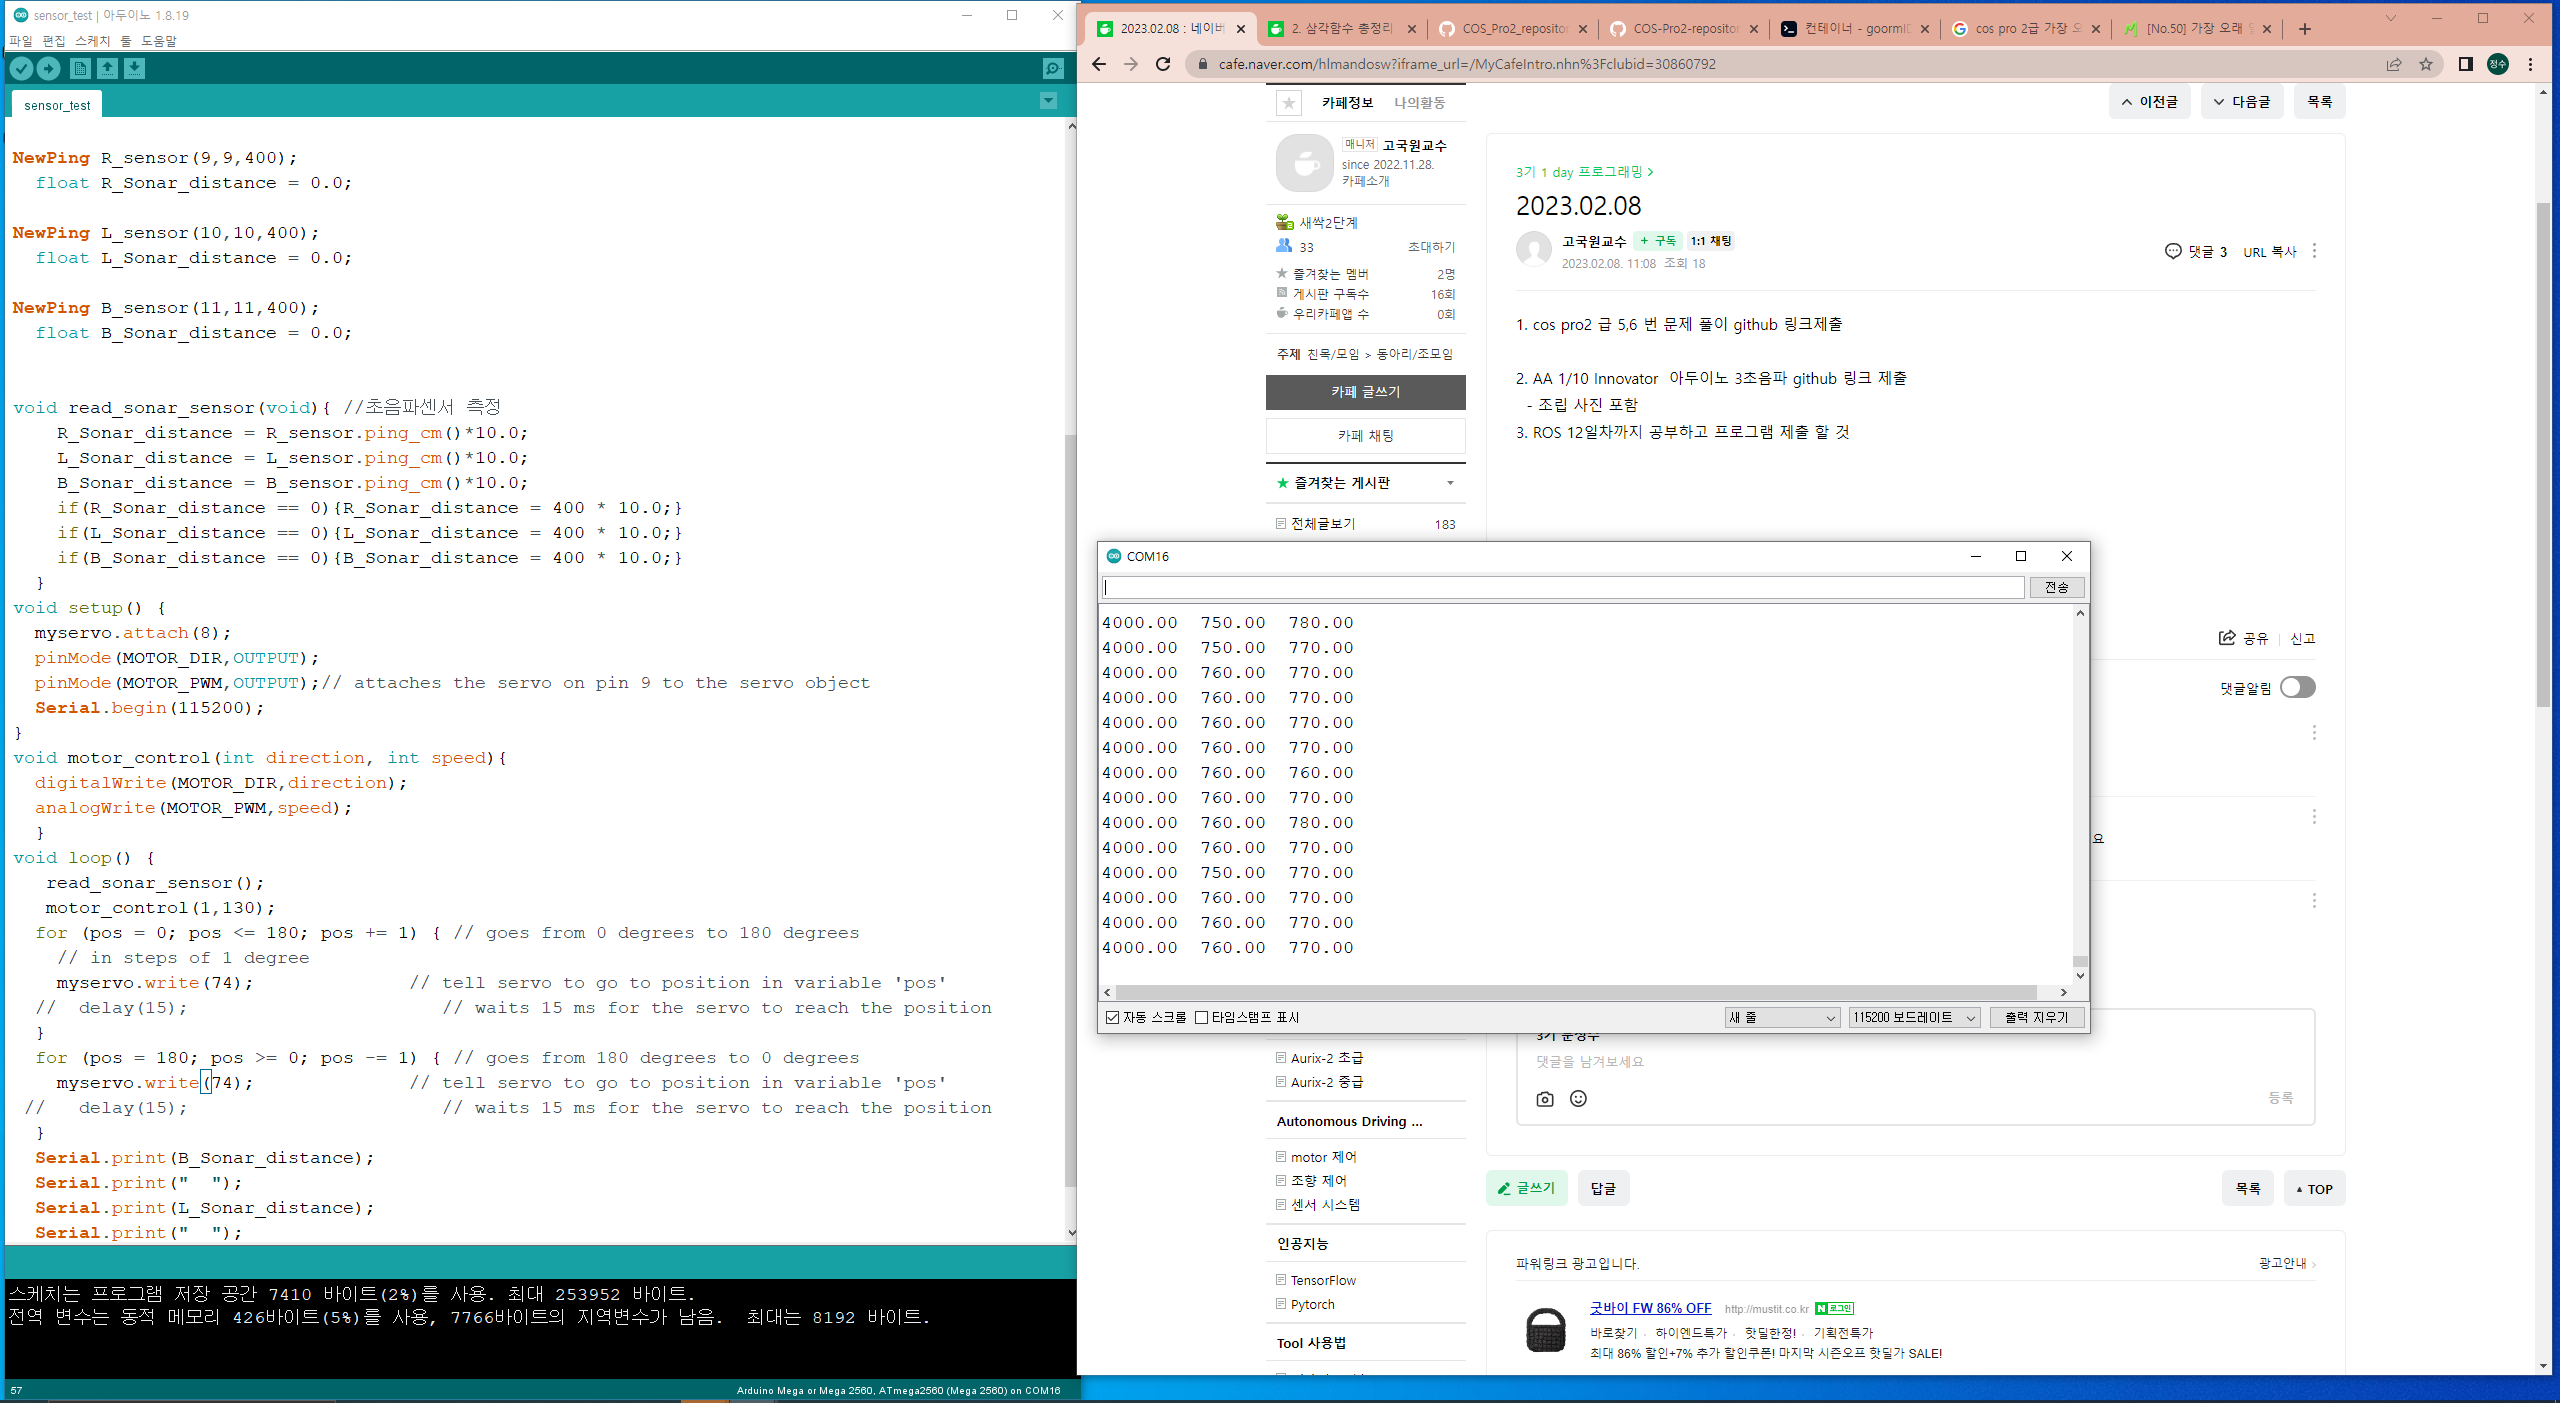 sensor_test | 아두이노 1.8.19
파일 편집 스케치 툴 도움말
sensor_test
NewPing R_sensor(9,9,400);
float R_Sonar_distance = 0.0;
NewPing L_sensor(10,10,400);
float L_Sonar_distance = 0.0;
NewPing B_sensor(11,11,400);
float B_Sonar_distance = 0.0;
void read_sonar_sensor(void){ //초음파센서 측정
R_Sonar_distance = R_sensor.ping_cm()*10.0;
L_Sonar_distance = L_sensor.ping_cm()*10.0;
B_Sonar_distance = B_sensor.ping_cm()*10.0;
if(R_Sonar_distance == 0){R_Sonar_distance = 400 * 10.0;}
if(L_Sonar_distance == 0){L_Sonar_distance = 400 * 10.0;}
if(B_Sonar_distance == 0){B_Sonar_distance = 400 * 10.0;}
}
void setup() {
myservo.attach(8);
pinMode(MOTOR_DIR,OUTPUT);
pinMode(MOTOR_PWM,OUTPUT);// attaches the servo on pin 9 to the servo object
Serial.begin(115200);
}
void motor_control(int direction, int speed){
digitalWrite(MOTOR_DIR,direction);
analogWrite(MOTOR_PWM,speed);
}
void loop() {
read_sonar_sensor();
motor_control(1,130);
for (pos = 0; pos <= 180; pos += 1) { // goes from 0 degrees to 180 degrees
// in steps of 1 degree
myservo.write(74); // tell servo to go to position in variable 'pos'
// delay(15); // waits 15 ms for the servo to reach the position
}
for (pos = 180; pos >= 0; pos -= 1) { // goes from 180 degrees to 0 degrees
myservo.write(74); // tell servo to go to position in variable 'pos'
// delay(15); // waits 15 ms for the servo to reach the position
}
Serial.print(B_Sonar_distance);
Serial.print("  ");
Serial.print(L_Sonar_distance);
Serial.print("  ");
스케치는 프로그램 저장 공간 7410 바이트(2%)를 사용. 최대 253952 바이트.
전역 변수는 동적 메모리 426바이트(5%)를 사용, 7766바이트의 지역변수가 남음.  최대는 8192 바이트.
57
Arduino Mega or Mega 2560, ATmega2560 (Mega 2560) on COM16
2023.02.08 : 네이버
2. 삼각함수 총정리
COS_Pro2_repositor
COS-Pro2-repositor
컨테이너 - goormI
cos pro 2급 가장 오
[No.50] 가장 오래
cafe.naver.com/hlmandosw?iframe_url=/MyCafeIntro.nhn%3Fclubid=30860792
정수
카페정보 나의활동
매니저 고국원교수
since 2022.11.28.
카페소개
새싹2단계
33 초대하기
즐겨찾는 멤버 2명
게시판 구독수 16회
우리카페앱 수 0회
주제 친목/모임 > 동아리/조모임
카페 글쓰기
카페 채팅
즐겨찾는 게시판
전체글보기 183
Aurix-2 초급
Aurix-2 중급
Autonomous Driving ...
motor 제어
조향 제어
센서 시스템
인공지능
TensorFlow
Pytorch
Tool 사용법
이전글 다음글 목록
3기 1 day 프로그래밍 >
2023.02.08
고국원교수 + 구독 1:1 채팅
2023.02.08. 11:08 조회 18
댓글 3 URL 복사
1. cos pro2 급 5,6 번 문제 풀이 github 링크제출
2. AA 1/10 Innovator  아두이노 3초음파 github 링크 제출
- 조립 사진 포함
3. ROS 12일차까지 공부하고 프로그램 제출 할 것
공유 신고
댓글알림
요
댓글을 남겨보세요
등록
글쓰기 답글 목록 TOP
파워링크 광고입니다. 광고안내
굿바이 FW 86% OFF http://mustit.co.kr N 로그인
바로찾기 · 하이엔드특가 · 핫딜한정! · 기획전특가
최대 86% 할인+7% 추가 할인쿠폰! 마지막 시즌오프 핫딜가 SALE!
COM16
전송
4000.00 750.00 780.00
4000.00 750.00 770.00
4000.00 760.00 770.00
4000.00 760.00 770.00
4000.00 760.00 770.00
4000.00 760.00 770.00
4000.00 760.00 760.00
4000.00 760.00 770.00
4000.00 760.00 780.00
4000.00 760.00 770.00
4000.00 750.00 770.00
4000.00 760.00 770.00
4000.00 760.00 770.00
4000.00 760.00 770.00
자동 스크롤 타임스탬프 표시 새 줄 115200 보드레이트 출력 지우기